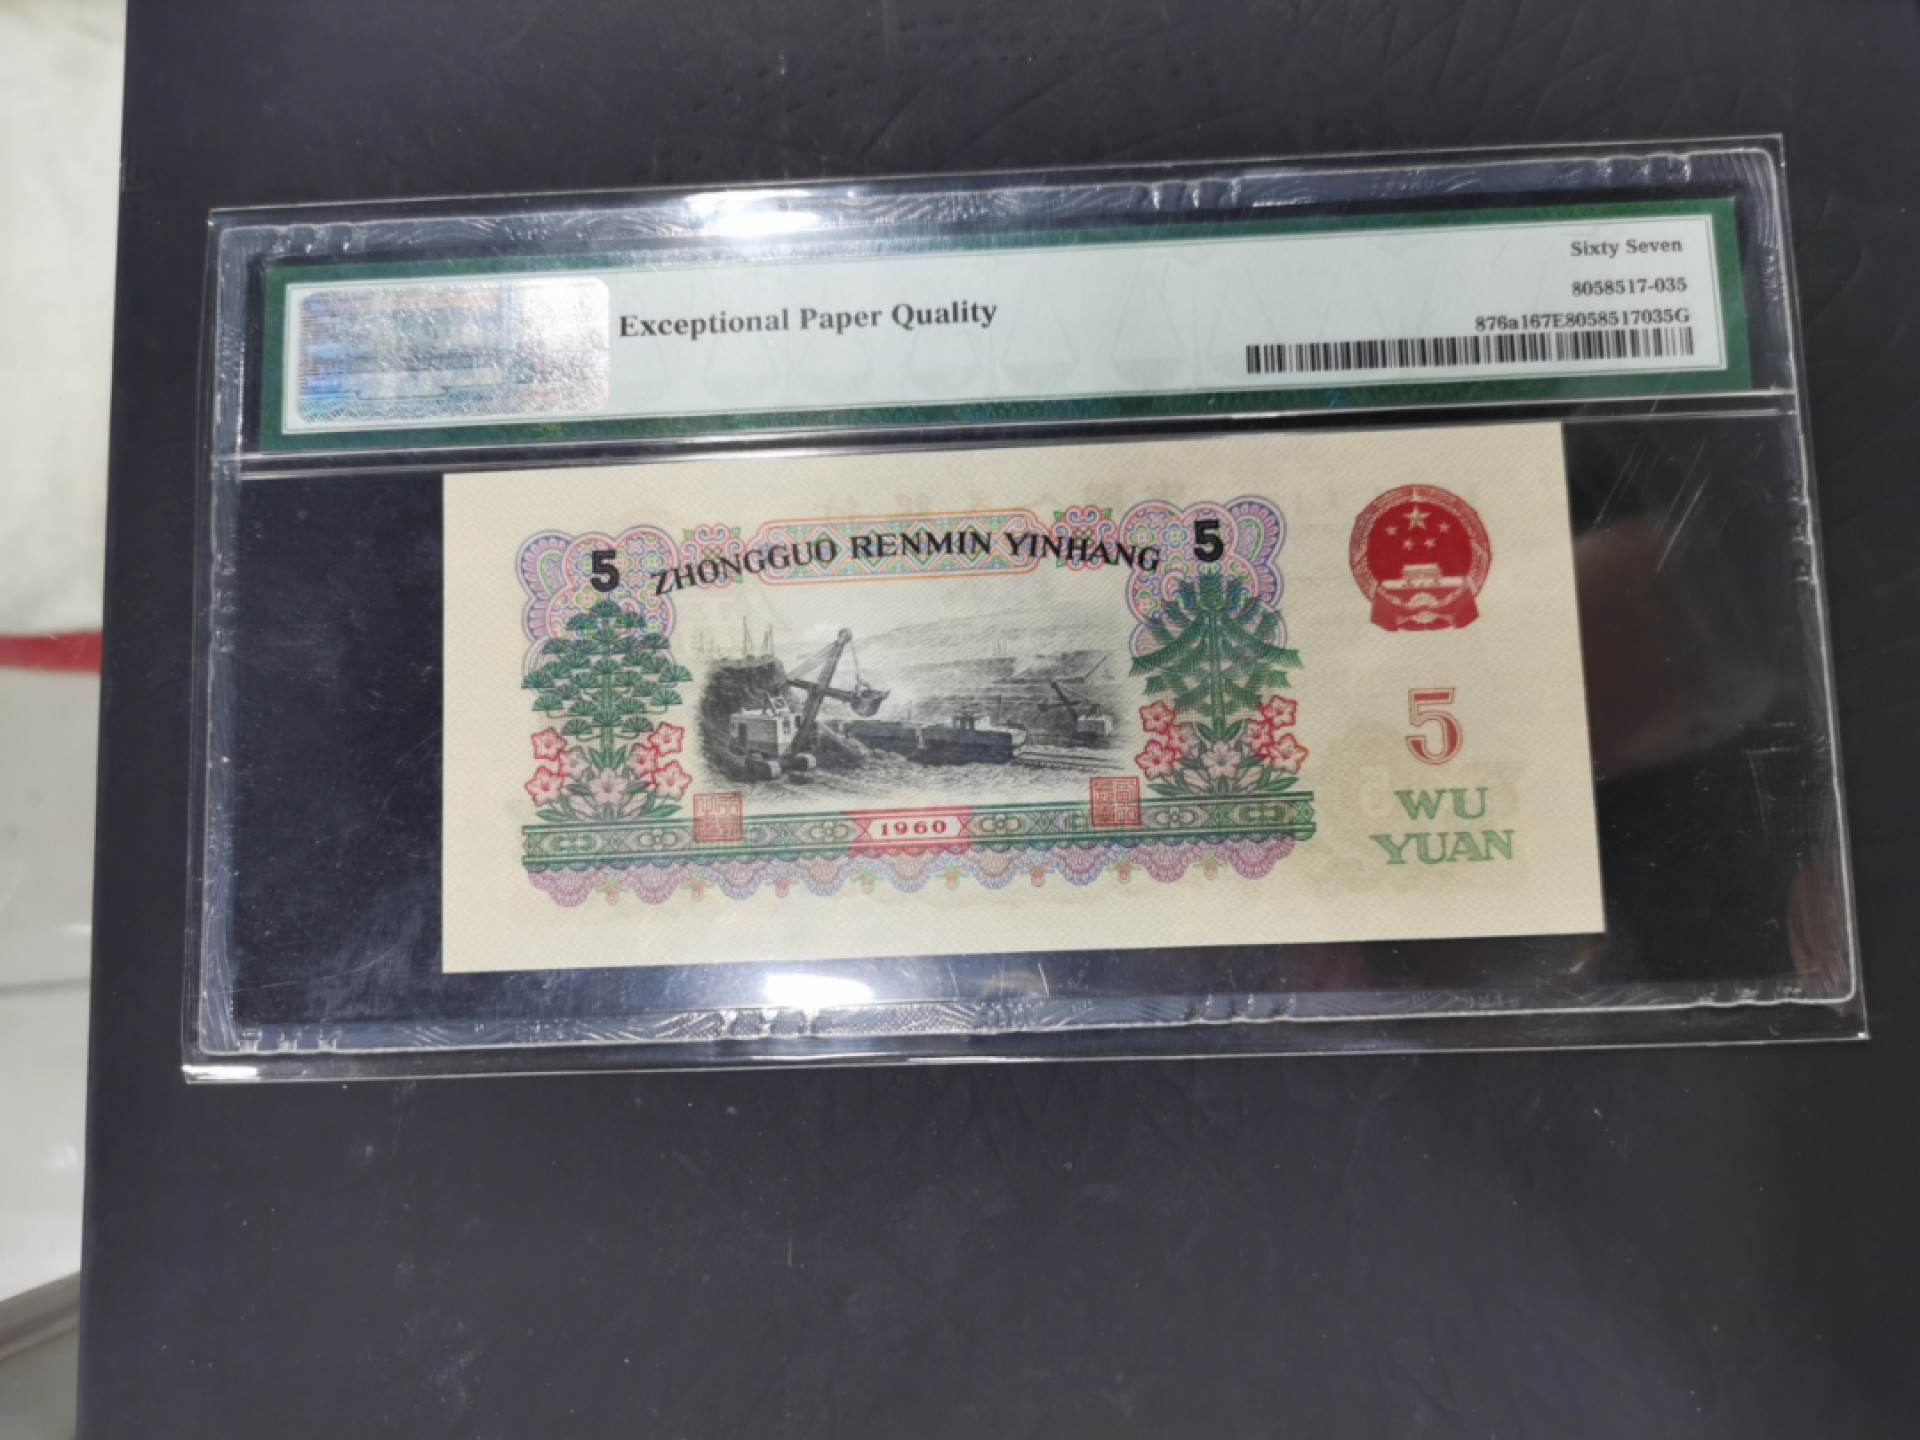 Sixty Seven
8058517-035
Exceptional Paper Quality
876a167E8058517035G
5 ZHONGGUO RENMIN YINHANG 5
1960
5
WU
YUAN